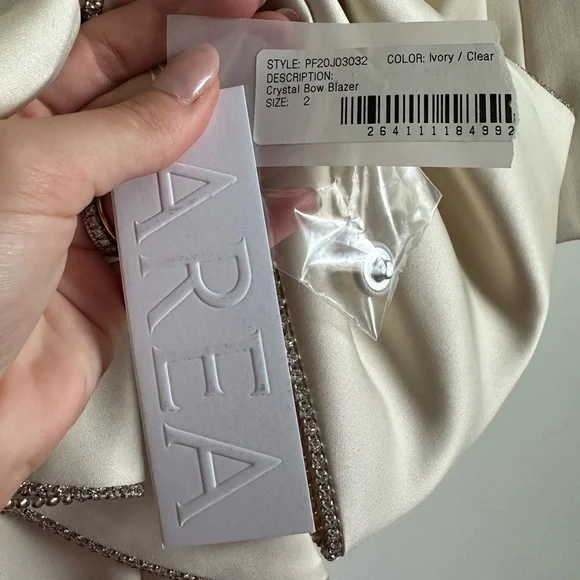 STYLE: PF20J03032 COLOR: Ivory / Clear
DESCRIPTION:
Crystal Bow Blazer
SIZE: 2
264111184992
AREA